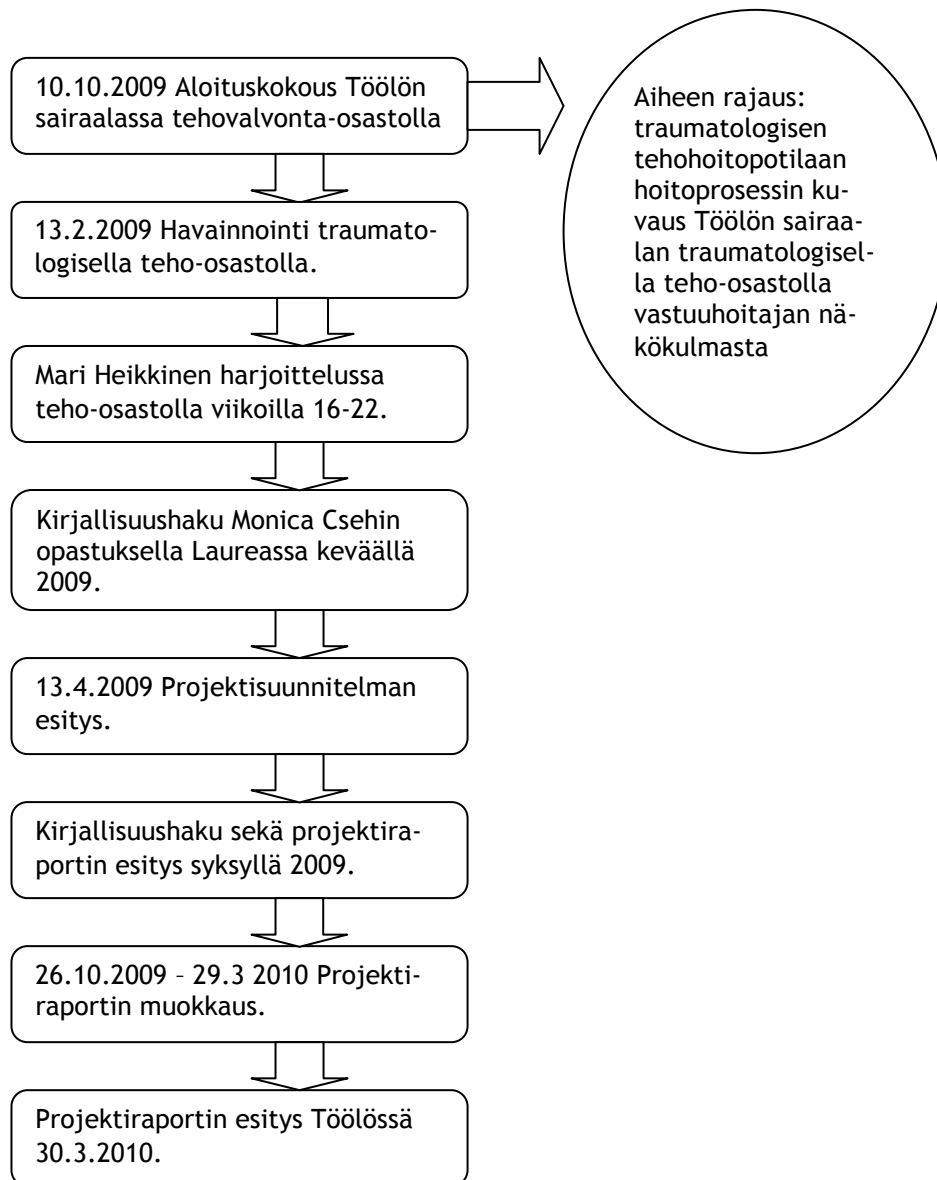 10.10.2009 Aloituskokous Töölön
sairaalassa tehovalvonta-osastolla
Aiheen rajaus:
traumatologisen
tehohoitopotilaan
hoitoprosessin ku-
vaus Töölön sairaa-
lan traumatologisel-
la teho-osastolla
vastuuhoitajan nä-
kökulmasta
13.2.2009 Havainnointi traumato-
logisella teho-osastolla.
Mari Heikkinen harjoittelussa
teho-osastolla viikoilla 16-22.
Kirjallisuushaku Monica Csehin
opastuksella Laureassa keväällä
2009.
13.4.2009 Projektisuunnitelman
esitys.
Kirjallisuushaku sekä projektira-
portin esitys syksyllä 2009.
26.10.2009 – 29.3 2010 Projekti-
raportin muokkaus.
Projektiraportin esitys Töölössä
30.3.2010.